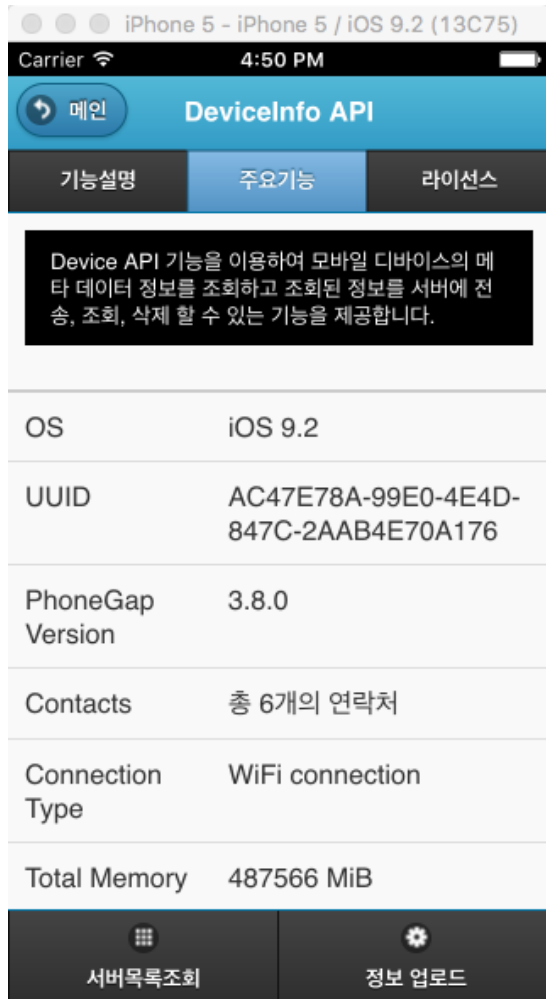 iPhone 5 - iPhone 5 / iOS 9.2 (13C75)
Carrier 4:50 PM
메인 DeviceInfo API
기능설명 주요기능 라이선스
Device API 기능을 이용하여 모바일 디바이스의 메
타 데이터 정보를 조회하고 조회된 정보를 서버에 전
송, 조회, 삭제 할 수 있는 기능을 제공합니다.
OS iOS 9.2
UUID AC47E78A-99E0-4E4D-
847C-2AAB4E70A176
PhoneGap 3.8.0
Version
Contacts 총 6개의 연락처
Connection WiFi connection
Type
Total Memory 487566 MiB
서버목록조회 정보 업로드